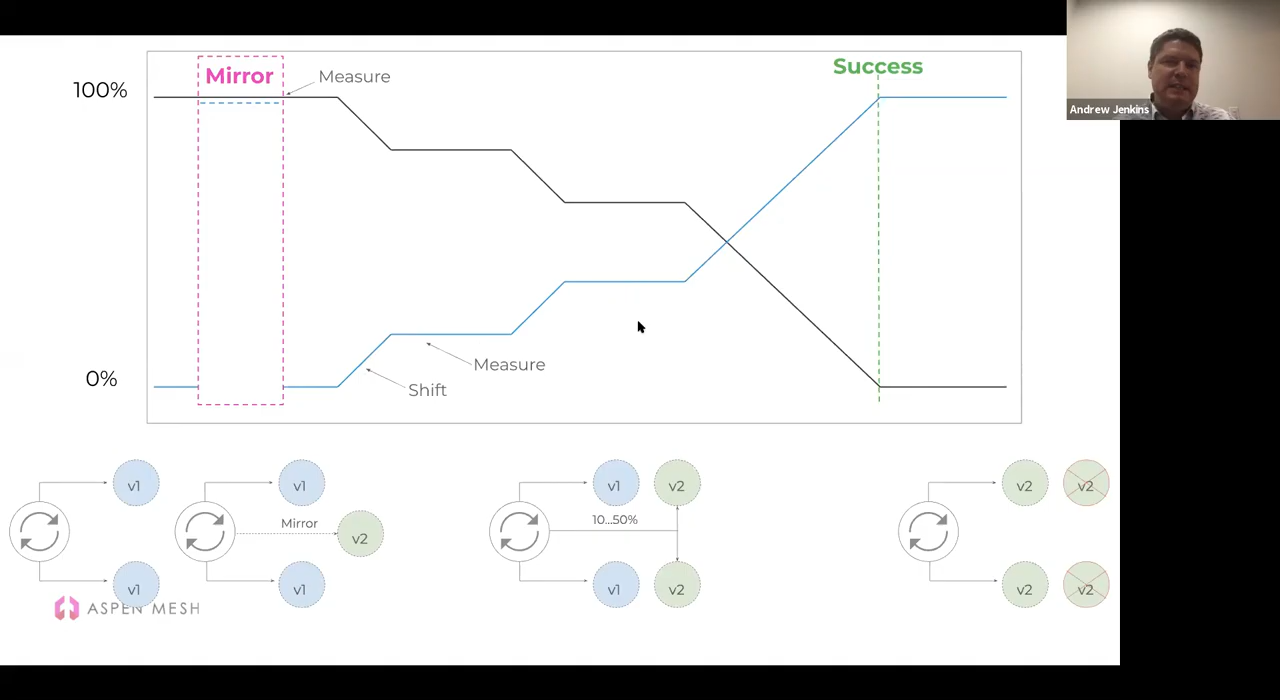 Mirror
Measure
Success
100%
Andrew Jenkins
Measure
0%
Shift
v1
v1
v1
v2
v2
v2
Mirror
10...50%
v2
v1
v1
v1
v2
v2
v2
ASPEN MESH